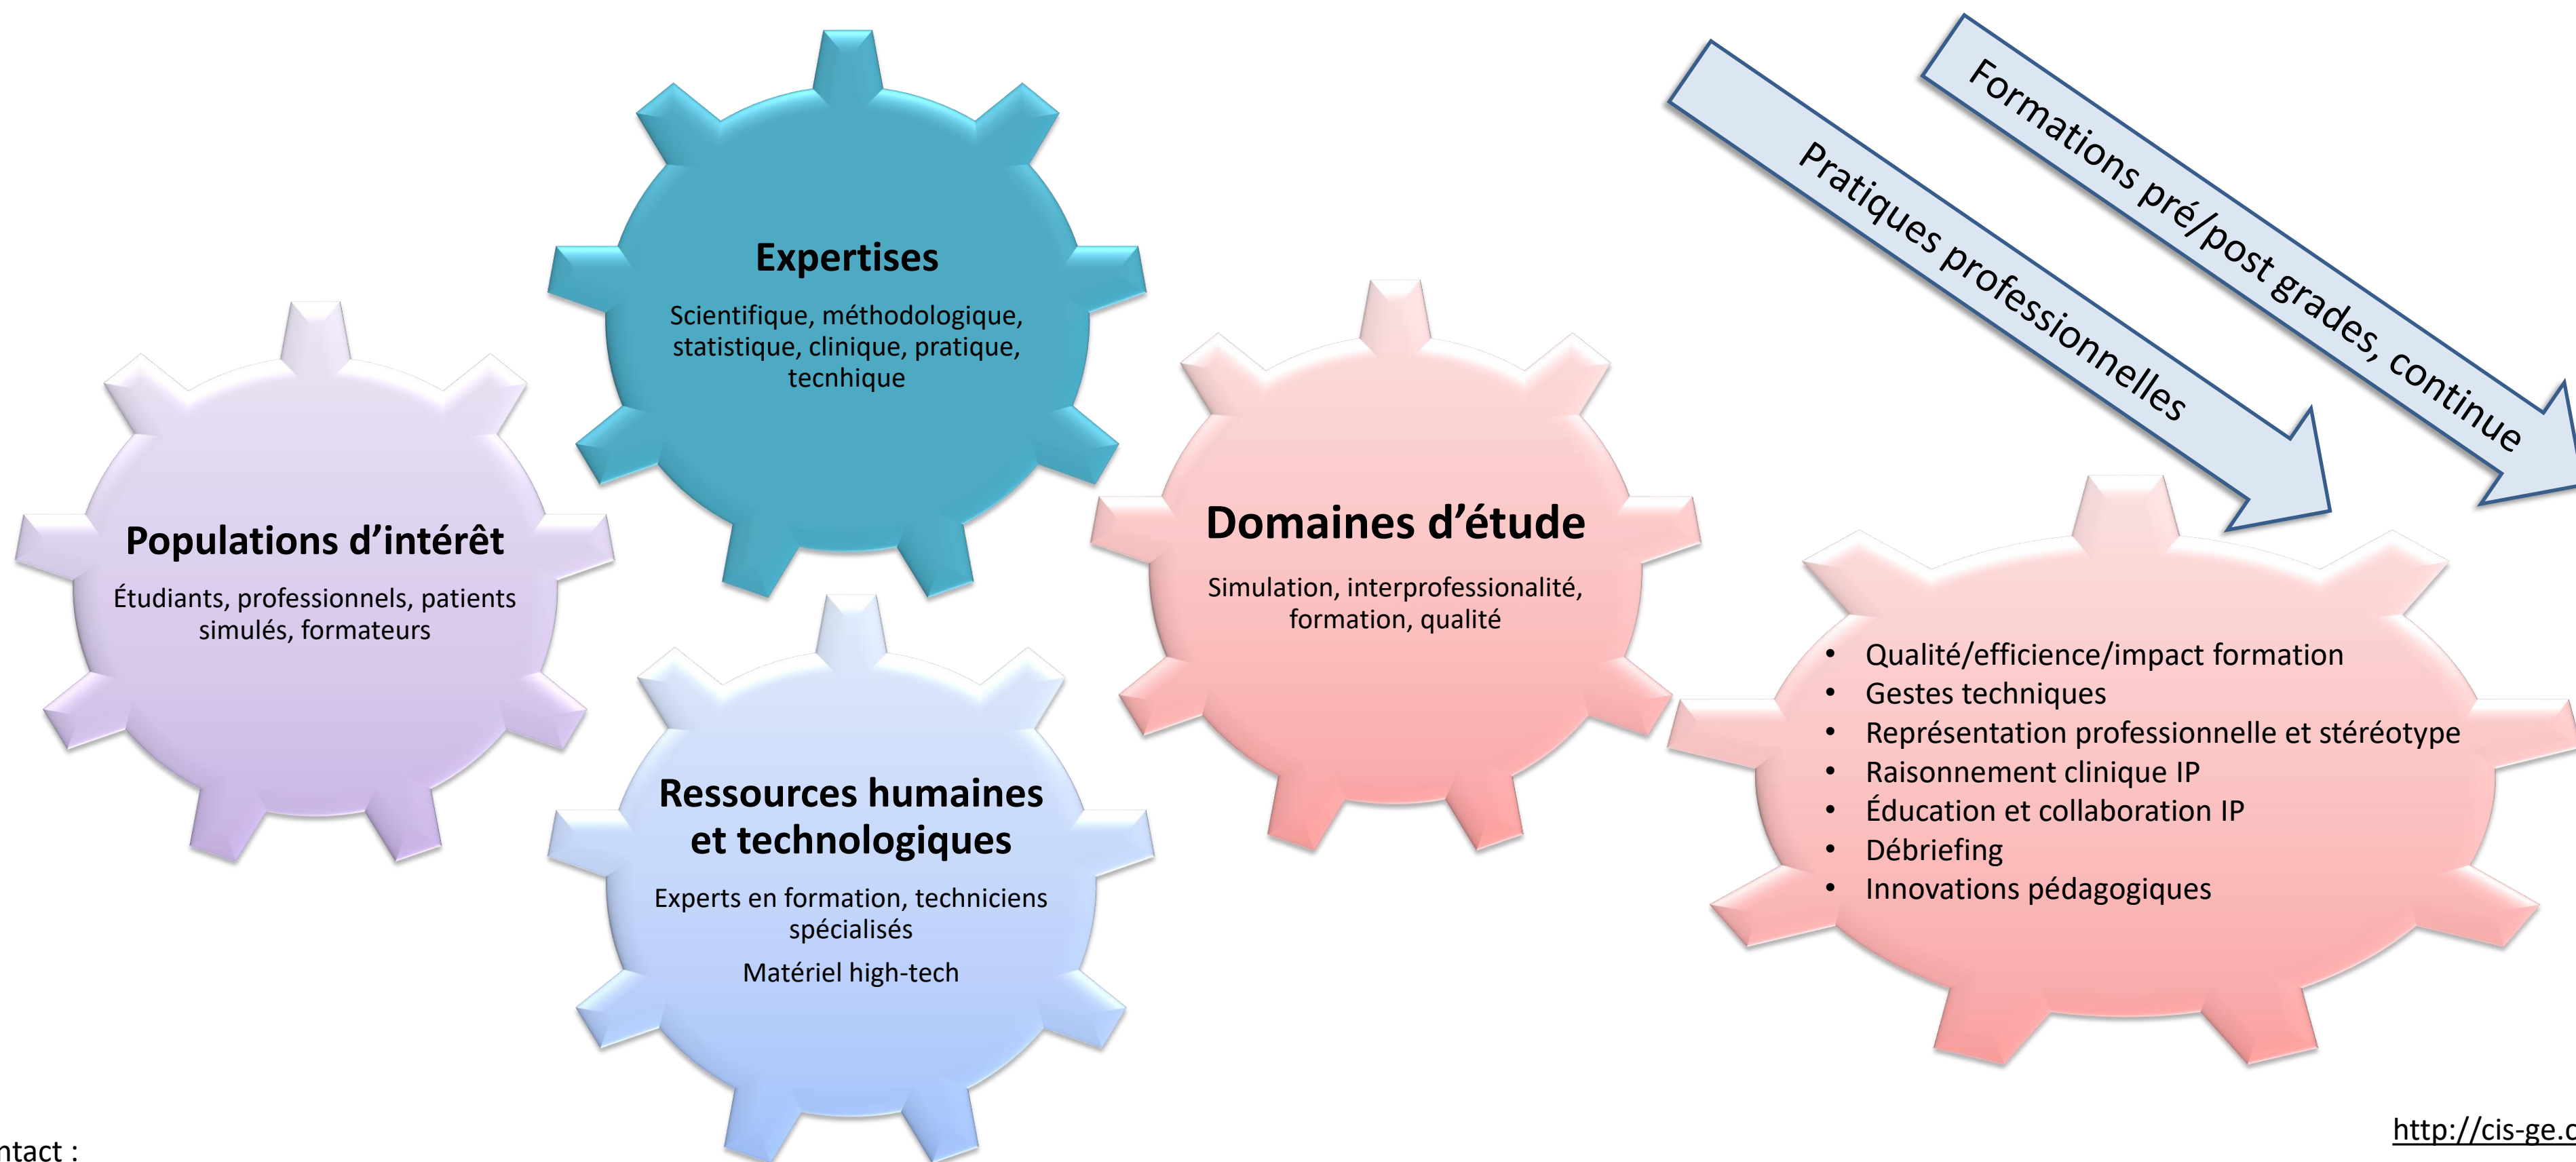 Expertises
Scientifique, méthodologique,
statistique, clinique, pratique,
tecnhique
Populations d’intérêt
Étudiants, professionnels, patients
simulés, formateurs
Ressources humaines
et technologiques
Experts en formation, techniciens
spécialisés
Matériel high-tech
Domaines d’étude
Simulation, interprofessionalité,
formation, qualité
Pratiques professionnelles
Formations pré/post grades, continue
• Qualité/efficience/impact formation
• Gestes techniques
• Représentation professionnelle et stéréotype
• Raisonnement clinique IP
• Éducation et collaboration IP
• Débriefing
• Innovations pédagogiques
ntact :
http://cis-ge.c